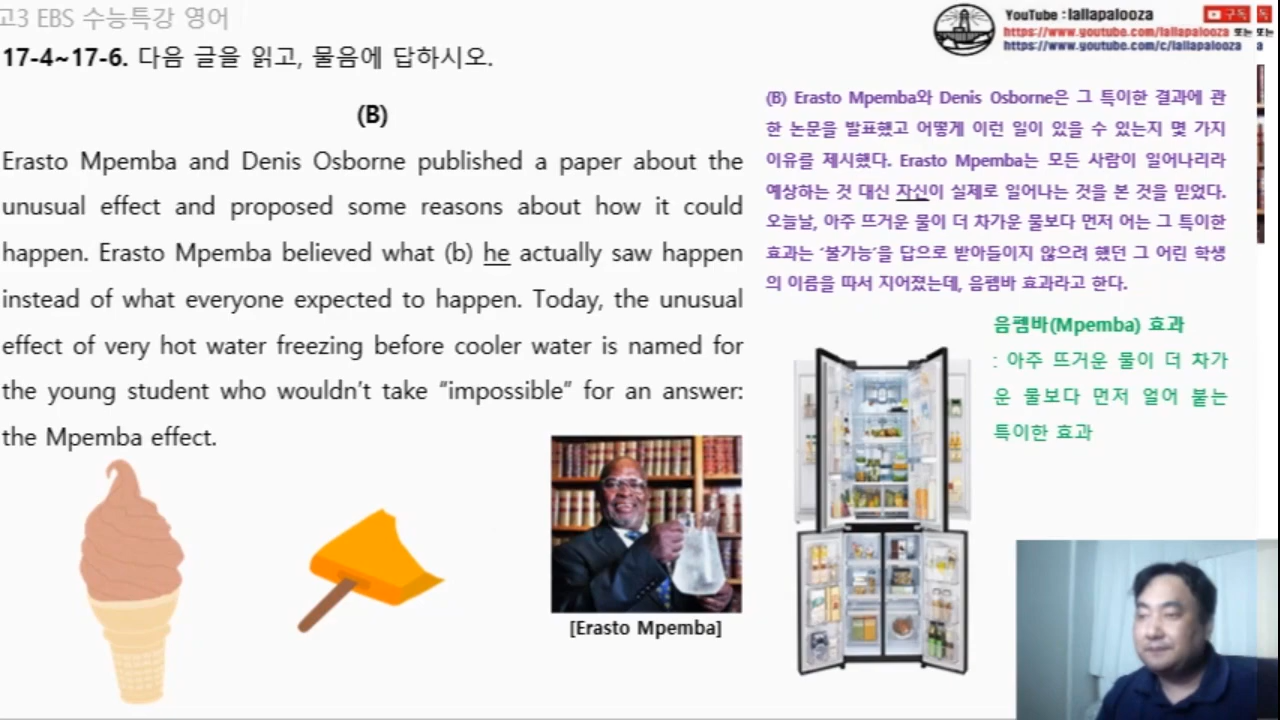 고3 EBS 수능특강 영어
17-4~17-6. 다음 글을 읽고, 물음에 답하시오.
(B)
Erasto Mpemba and Denis Osborne published a paper about the
unusual effect and proposed some reasons about how it could
happen. Erasto Mpemba believed what (b) he actually saw happen
instead of what everyone expected to happen. Today, the unusual
effect of very hot water freezing before cooler water is named for
the young student who wouldn't take “impossible” for an answer:
the Mpemba effect.
[Erasto Mpemba]
YouTube : lallapalooza
구독
https://www.youtube.com/lallapalooza 또는 또는
https://www.youtube.com/c/lallapalooza a
(B) Erasto Mpemba와 Denis Osborne은 그 특이한 결과에 관
한 논문을 발표했고 어떻게 이런 일이 있을 수 있는지 몇 가지
이유를 제시했다. Erasto Mpemba는 모든 사람이 일어나리라
예상하는 것 대신 자신이 실제로 일어나는 것을 본 것을 믿었다.
오늘날, 아주 뜨거운 물이 더 차가운 물보다 먼저 어는 그 특이한
효과는 ‘불가능’을 답으로 받아들이지 않으려 했던 그 어린 학생
의 이름을 따서 지어졌는데, 음펨바 효과라고 한다.
음펨바(Mpemba) 효과
: 아주 뜨거운 물이 더 차가
운 물보다 먼저 얼어 붙는
특이한 효과